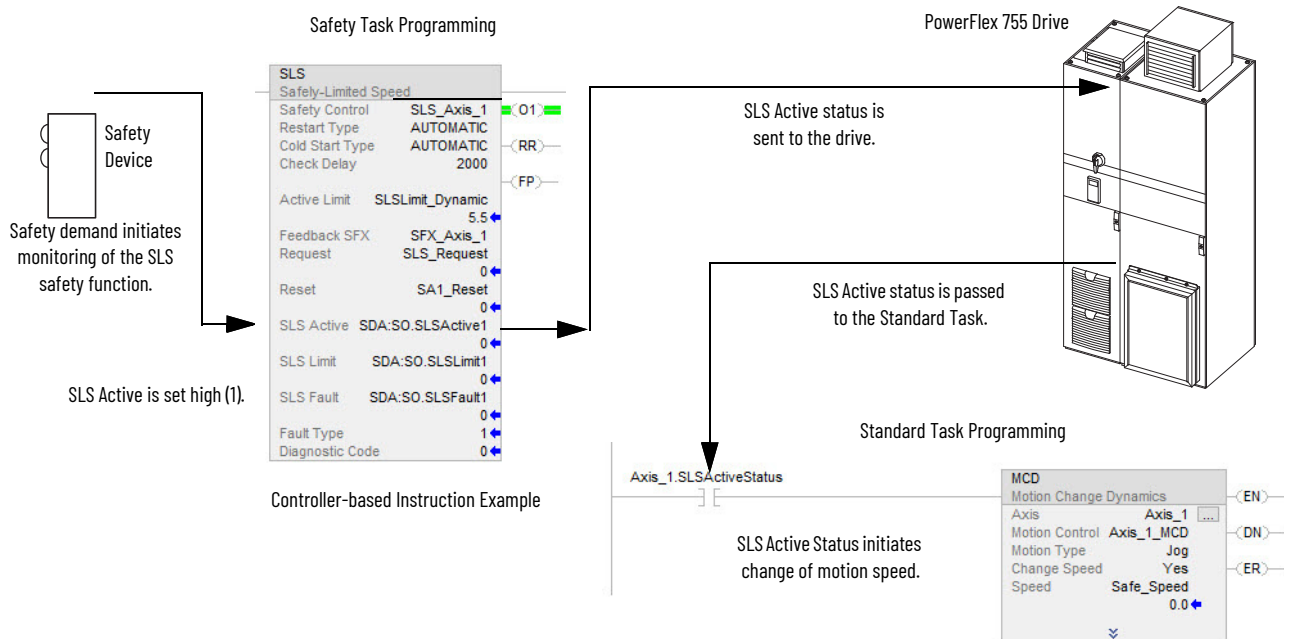 Safety Task Programming
PowerFlex 755 Drive
Safety
Device
Safety demand initiates
monitoring of the SLS
safety function.
SLS Active is set high (1).
SLS
Safely-Limited Speed
Safety Control SLS_Axis_1
Restart Type AUTOMATIC
Cold Start Type AUTOMATIC
Check Delay 2000
Active Limit SLSLimit_Dynamic
5.5
Feedback SFX SFX_Axis_1
Request SLS_Request
0
Reset SA1_Reset
0
SLS Active SDA:SO.SLSActive1
0
SLS Limit SDA:SO.SLSLimit1
0
SLS Fault SDA:SO.SLSFault1
0
Fault Type 1
Diagnostic Code 0
(O1)
(RR)
(FP)
Controller-based Instruction Example
SLS Active status is
sent to the drive.
SLS Active status is passed
to the Standard Task.
Standard Task Programming
Axis_1.SLSActiveStatus
SLS Active Status initiates
change of motion speed.
MCD
Motion Change Dynamics
Axis Axis_1 ...
Motion Control Axis_1_MCD
Motion Type Jog
Change Speed Yes
Speed Safe_Speed
0.0
(EN)
(DN)
(ER)